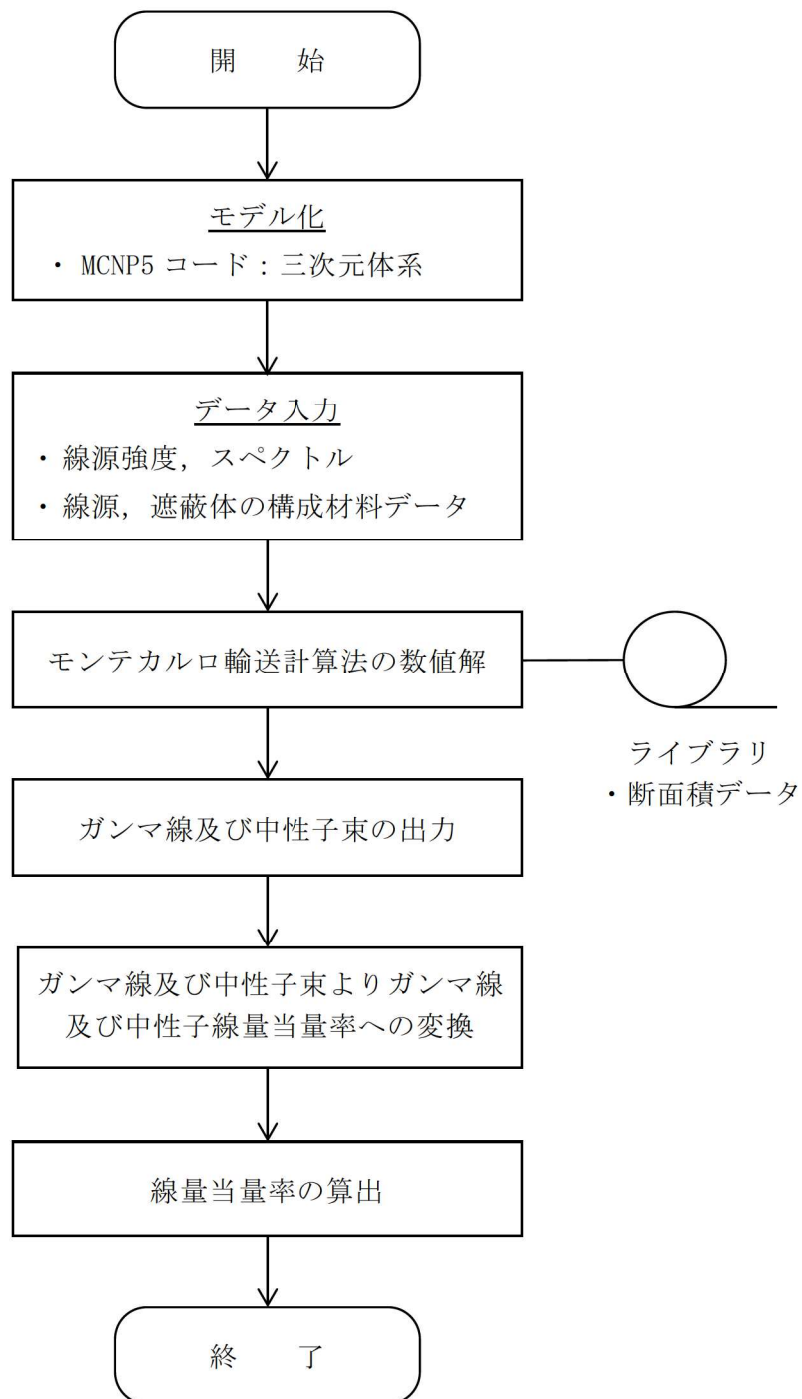 開　　始
モデル化
・ MCNP5 コード：三次元体系
データ入力
・線源強度，スペクトル
・線源，遮蔽体の構成材料データ
モンテカルロ輸送計算法の数値解
ライブラリ
・断面積データ
ガンマ線及び中性子束の出力
ガンマ線及び中性子束よりガンマ線
及び中性子線量当量率への変換
線量当量率の算出
終　　了